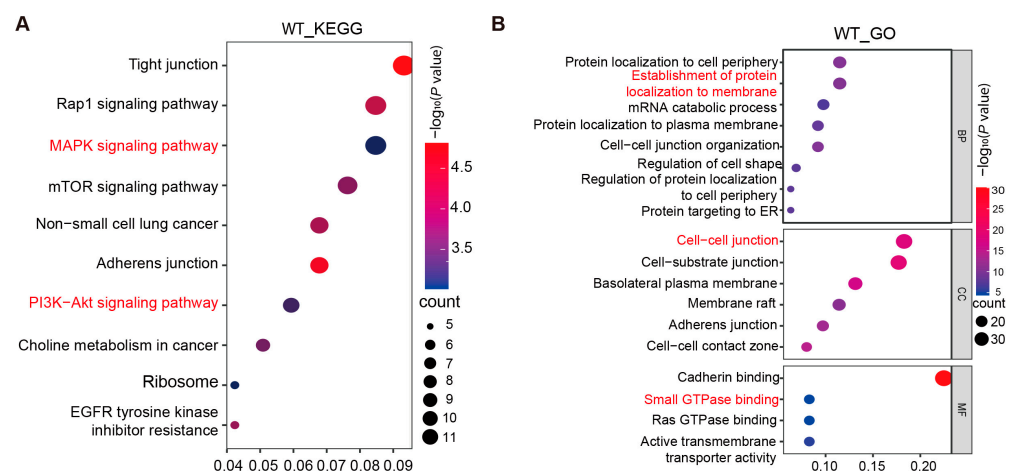 A
WT_KEGG
Tight junction
Rap1 signaling pathway
MAPK signaling pathway
mTOR signaling pathway
Non−small cell lung cancer
Adherens junction
PI3K−Akt signaling pathway
Choline metabolism in cancer
Ribosome
EGFR tyrosine kinase
inhibitor resistance
0.04 0.05 0.06 0.07 0.08 0.09
−log₁₀(P value)
4.5
4.0
3.5
count
5
6
7
8
9
10
11
B
WT_GO
Protein localization to cell periphery
Establishment of protein
localization to membrane
mRNA catabolic process
Protein localization to plasma membrane
Cell−cell junction organization
Regulation of cell shape
Regulation of protein localization
to cell periphery
Protein targeting to ER
BP
Cell−cell junction
Cell−substrate junction
Basolateral plasma membrane
Membrane raft
Adherens junction
Cell−cell contact zone
CC
Cadherin binding
Small GTPase binding
Ras GTPase binding
Active transmembrane
transporter activity
MF
0.10 0.15 0.20
−log₁₀(P value)
30
25
20
15
10
5
count
20
30